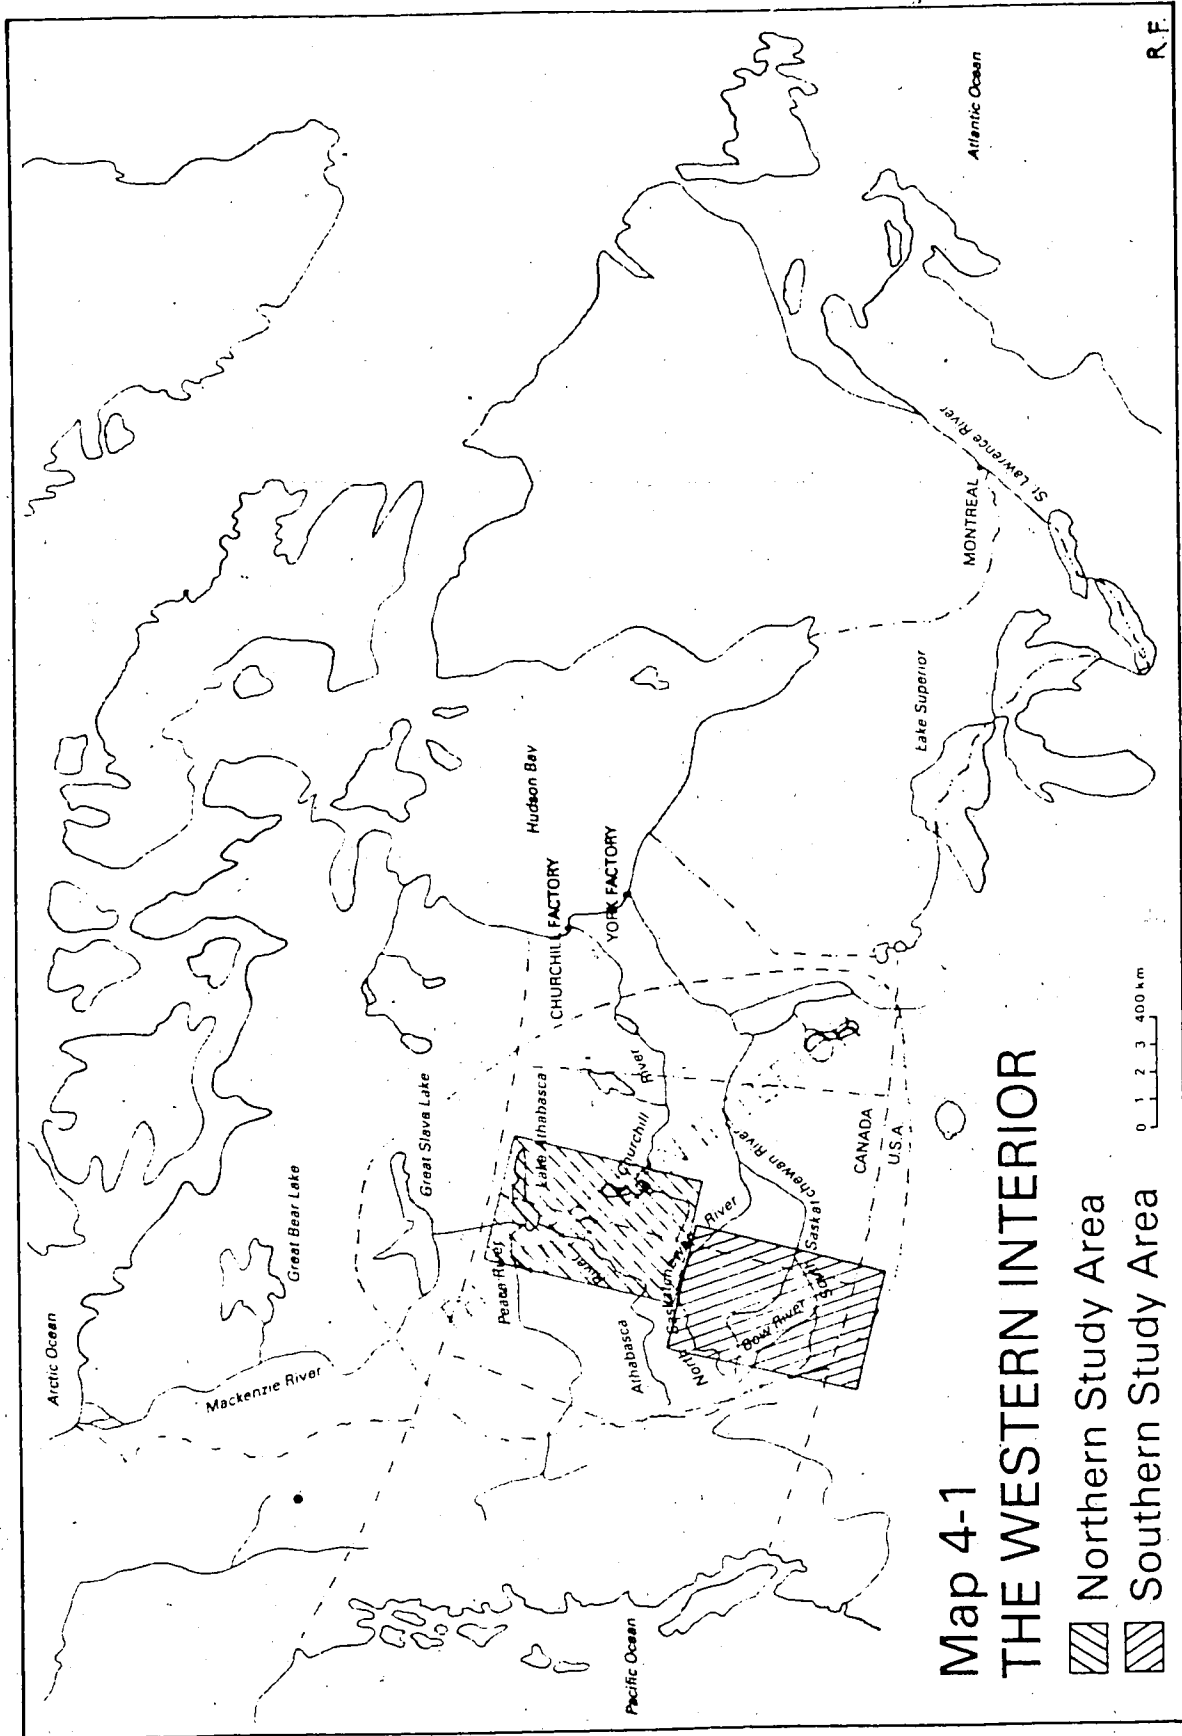 Arctic Ocean
Great Bear Lake
Mackenzie River
Great Slave Lake
Peace River
Lake Athabasca
River
Athabasca
Churchill
River
CHURCHILL FACTORY
YORK FACTORY
Hudson Bay
North
Saskatchewan
River
Bow River
South
Saskatchewan River
CANADA
U.S.A.
Lake Superior
MONTREAL
St. Lawrence River
Atlantic Ocean
Pacific Ocean
Map 4-1
THE WESTERN INTERIOR
Northern Study Area
Southern Study Area
0 1 2 3 400 km
R.F.